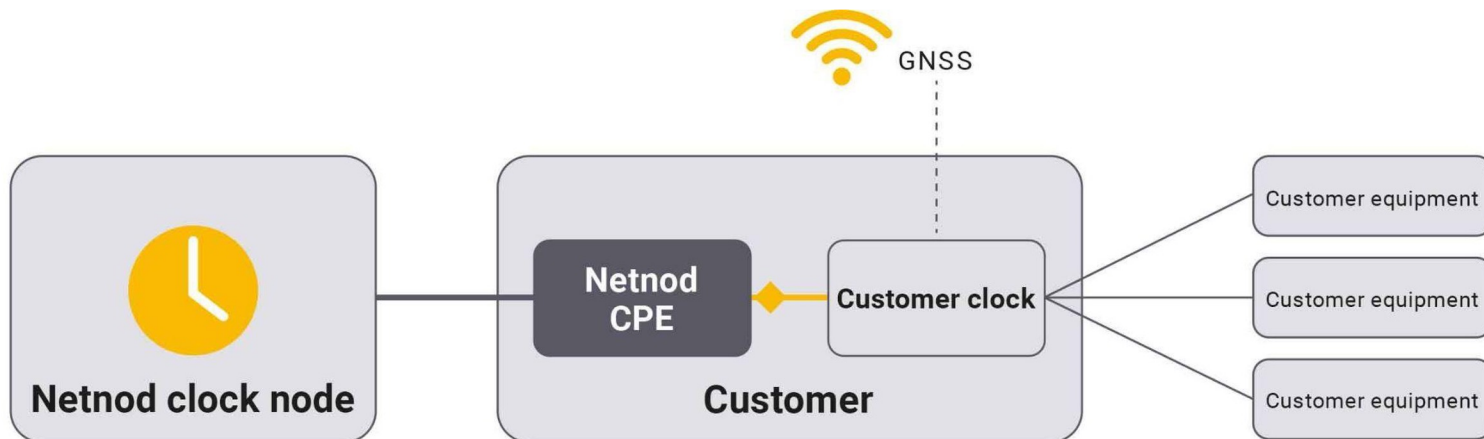 GNSS
Netnod
CPE
Customer clock
Customer equipment
Customer equipment
Customer equipment
Netnod clock node
Customer